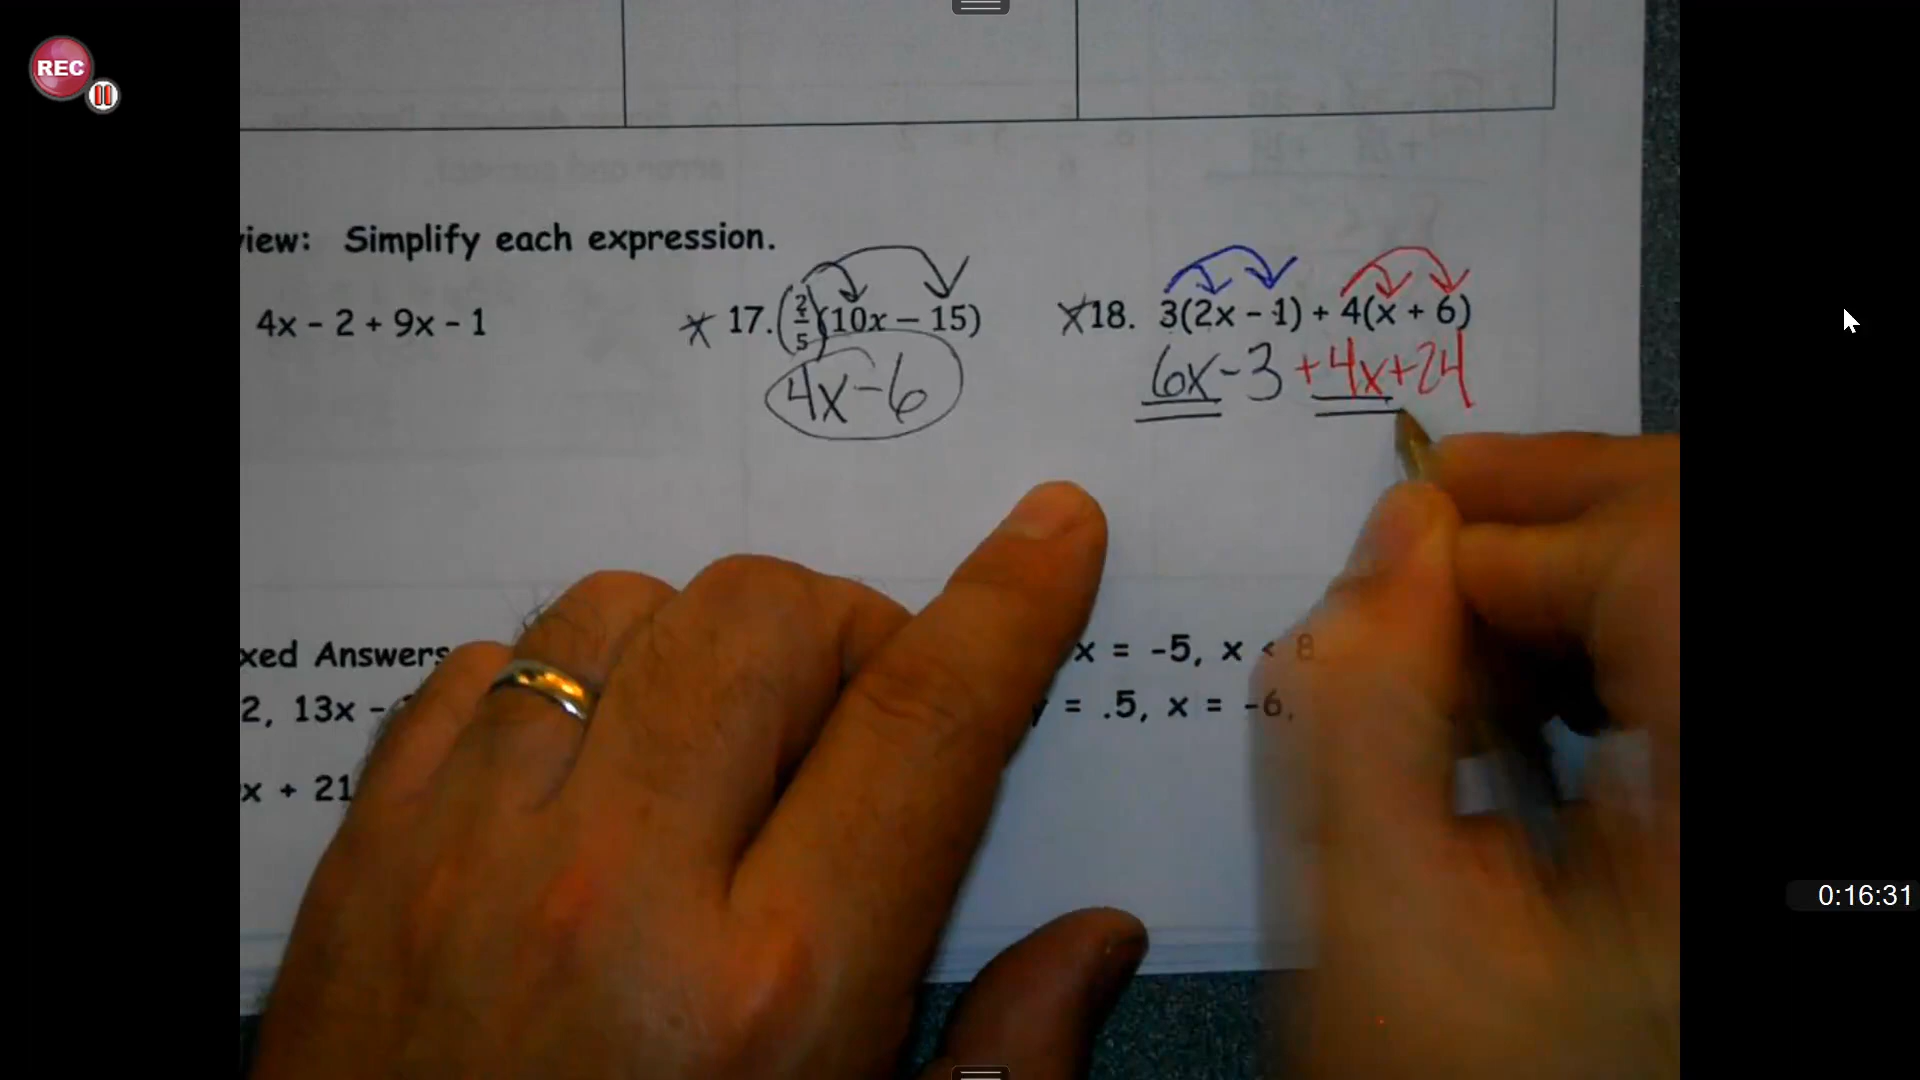 REC
view: Simplify each expression.
4x - 2 + 9x - 1
17. (2/5)(10x - 15)
4x - 6
18. 3(2x - 1) + 4(x + 6)
6x - 3 + 4x + 24
xed Answers
x = -5, x < 8,
2, 13x -
y = .5, x = -6,
x + 21
0:16:31